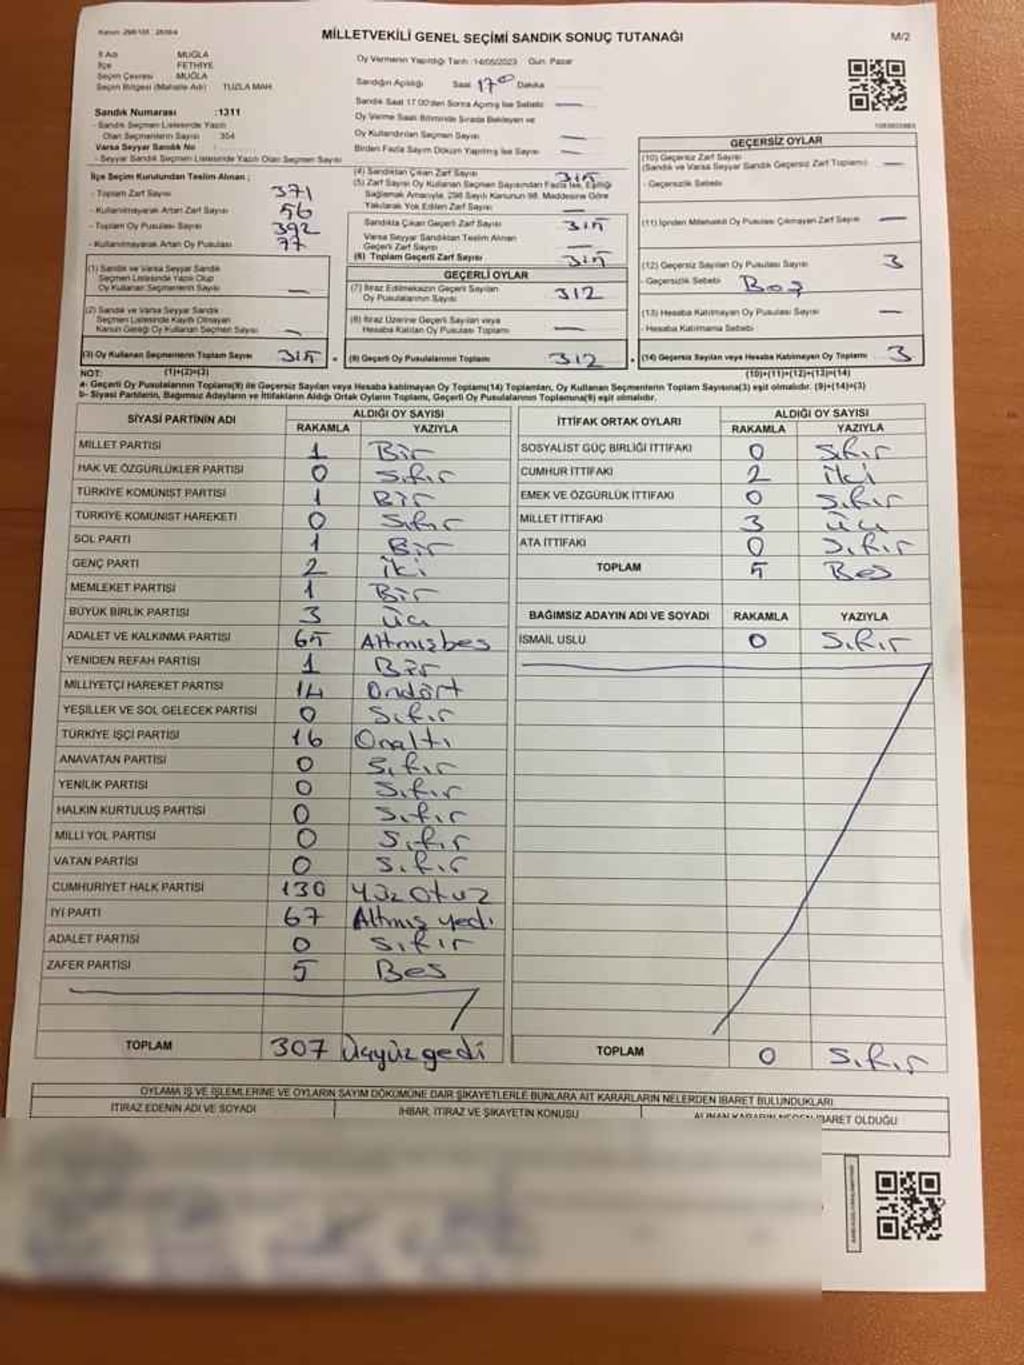 MİLLETVEKİLİ GENEL SEÇİMİ SANDIK SONUÇ TUTANAĞI
M/2
İl Adı MUĞLA
İlçe FETHİYE
Seçim Çevresi MUĞLA
Seçim Bölgesi (Mahalle Adı) TUZLA MAH.
Sandık Numarası :1311
- Sandık Seçmen Listesinde Yazılı
Olan Seçmenlerin Sayısı 354
Varsa Seyyar Sandık No :
- Seyyar Sandık Seçmen Listesinde Yazılı Olan Seçmen Sayısı
Oy Vermenin Yapıldığı Tarih :14/05/2023 Gün: Pazar
Sandığın Açıldığı Saat 17 00 Dakika
Sandık Saat 17.00'den Sonra Açılmış İse Sebebi —
Oy Verme Saati Bitiminde Sırada Bekleyen ve
Oy Kullandırılan Seçmen Sayısı —
Birden Fazla Sayım Döküm Yapılmış İse Sayısı —
İlçe Seçim Kurulundan Teslim Alınan ;
- Toplam Zarf Sayısı 371
- Kullanılmayarak Artan Zarf Sayısı 56
- Toplam Oy Pusulası Sayısı 392
- Kullanılmayarak Artan Oy Pusulası 77
(1) Sandık ve Varsa Seyyar Sandık
Seçmen Listesinde Yazılı Olup
Oy Kullanan Seçmenlerin Sayısı —
(2) Sandık ve Varsa Seyyar Sandık
Seçmen Listesinde Kayıtlı Olmayan
Kanun Gereği Oy Kullanan Seçmen Sayısı —
(3) Oy Kullanan Seçmenlerin Toplam Sayısı 315
(1)+(2)=(3)
(4) Sandıktan Çıkan Zarf Sayısı 315
(5) Zarf Sayısı Oy Kullanan Seçmen Sayısından Fazla İse, Eşitliği
Sağlamak Amacıyla, 298 Sayılı Kanunun 98. Maddesine Göre
Yakılarak Yok Edilen Zarf Sayısı —
Sandıkta Çıkan Geçerli Zarf Sayısı 315
Varsa Seyyar Sandıktan Teslim Alınan
Geçerli Zarf Sayısı —
(6) Toplam Geçerli Zarf Sayısı 315
GEÇERLİ OYLAR
(7) İtiraz Edilmeksizin Geçerli Sayılan
Oy Pusulalarının Sayısı 312
(8) İtiraz Üzerine Geçerli Sayılan veya
Hesaba Katılan Oy Pusulası Toplamı —
(9) Geçerli Oy Pusulalarının Toplamı 312
GEÇERSİZ OYLAR
(10) Geçersiz Zarf Sayısı
(Sandık ve Varsa Seyyar Sandık Geçersiz Zarf Toplamı) —
- Geçersizlik Sebebi
(11) İçinden Milletvekili Oy Pusulası Çıkmayan Zarf Sayısı —
(12) Geçersiz Sayılan Oy Pusulası Sayısı 3
- Geçersizlik Sebebi Boş
(13) Hesaba Katılmayan Oy Pusulası Sayısı —
- Hesaba Katılmama Sebebi
(14) Geçersiz Sayılan veya Hesaba Katılmayan Oy Toplamı 3
(10)+(11)+(12)+(13)=(14)
NOT:
a- Geçerli Oy Pusulalarının Toplamı(9) ile Geçersiz Sayılan veya Hesaba katılmayan Oy Toplamı(14) Toplamları, Oy Kullanan Seçmenlerin Toplam Sayısına(3) eşit olmalıdır. (9)+(14)=(3)
b- Siyasi Partilerin, Bağımsız Adayların ve İttifakların Aldığı Ortak Oyların Toplamı, Geçerli Oy Pusulalarının Toplamına(9) eşit olmalıdır.
SİYASİ PARTİNİN ADI ALDIĞI OY SAYISI
RAKAMLA YAZIYLA
MİLLET PARTİSİ 1 Bir
HAK VE ÖZGÜRLÜKLER PARTİSİ 0 Sıfır
TÜRKİYE KOMÜNİST PARTİSİ 1 Bir
TÜRKİYE KOMÜNİST HAREKETİ 0 Sıfır
SOL PARTİ 1 Bir
GENÇ PARTİ 2 iki
MEMLEKET PARTİSİ 1 Bir
BÜYÜK BİRLİK PARTİSİ 3 üç
ADALET VE KALKINMA PARTİSİ 65 Altmışbeş
YENİDEN REFAH PARTİSİ 1 Bir
MİLLİYETÇİ HAREKET PARTİSİ 14 Ondört
YEŞİLLER VE SOL GELECEK PARTİSİ 0 Sıfır
TÜRKİYE İŞÇİ PARTİSİ 16 Onaltı
ANAVATAN PARTİSİ 0 Sıfır
YENİLİK PARTİSİ 0 Sıfır
HALKIN KURTULUŞ PARTİSİ 0 Sıfır
MİLLİ YOL PARTİSİ 0 Sıfır
VATAN PARTİSİ 0 Sıfır
CUMHURİYET HALK PARTİSİ 130 Yüz Otuz
İYİ PARTİ 67 Altmış yedi
ADALET PARTİSİ 0 Sıfır
ZAFER PARTİSİ 5 Beş
TOPLAM 307 Üçyüzyedi
İTTİFAK ORTAK OYLARI ALDIĞI OY SAYISI
RAKAMLA YAZIYLA
SOSYALİST GÜÇ BİRLİĞİ İTTİFAKI 0 Sıfır
CUMHUR İTTİFAKI 2 İki
EMEK VE ÖZGÜRLÜK İTTİFAKI 0 Sıfır
MİLLET İTTİFAKI 3 Üç
ATA İTTİFAKI 0 Sıfır
TOPLAM 5 Beş
BAĞIMSIZ ADAYIN ADI VE SOYADI RAKAMLA YAZIYLA
İSMAİL USLU 0 Sıfır
TOPLAM 0 Sıfır
OYLAMA İŞ VE İŞLEMLERİNE VE OYLARIN SAYIM DÖKÜMÜNE DAİR ŞİKAYETLERLE BUNLARA AİT KARARLARIN NELERDEN İBARET BULUNDUKLARI
İTİRAZ EDENİN ADI VE SOYADI İHBAR, İTİRAZ VE ŞİKAYETİN KONUSU ALINAN KARARIN NEDEN İBARET OLDUĞU